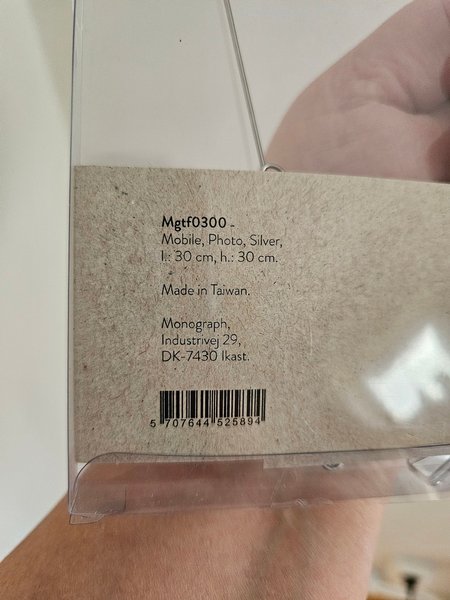 Mgtf0300 -
Mobile, Photo, Silver,
l.: 30 cm, h.: 30 cm.
Made in Taiwan.
Monograph,
Industrivej 29,
DK-7430 Ikast.
5 707644 525894